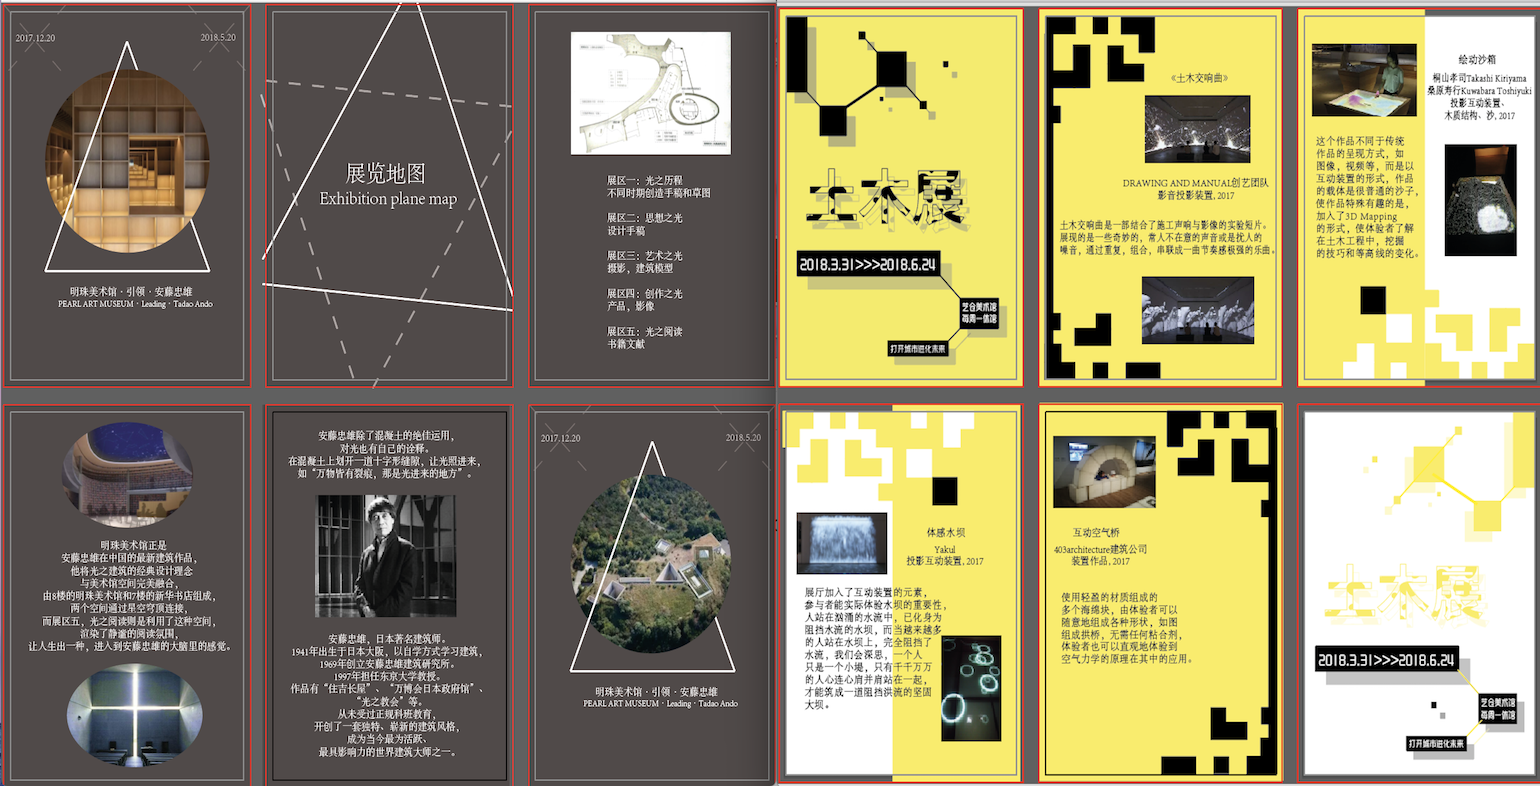 2017.12.20
2018.5.20
明珠美术馆 · 引领 · 安藤忠雄
PEARL ART MUSEUM · Leading · Tadao Ando
展览地图
Exhibition plane map
展区一：光之历程
不同时期创造手稿和草图
展区二：思想之光
设计手稿
展区三：艺术之光
摄影，建筑模型
展区四：创作之光
产品，影像
展区五：光之阅读
书籍文献
土木展
2018.3.31>>>2018.6.24
艺仓美术馆
每周一休馆
打开城市进化未来
《土木交响曲》
DRAWING AND MANUAL创艺团队
影音投影装置, 2017
土木交响曲是一部结合了施工声响与影像的实验短片。
展现的是一些奇妙的，常人不在意的声音或是扰人的
噪音，通过重复，组合，串联成一曲节奏感极强的乐曲。
绘动沙箱
桐山孝司Takashi Kiriyama
桑原寿行Kuwabara Toshiyuki
投影互动装置、
木质结构、沙, 2017
这个作品不同于传统
作品的呈现方式，如
图像，视频等，而是以
互动装置的形式，作品
的载体是很普通的沙子，
使作品特殊有趣的是，
加入了3D Mapping
的形式，使体验者了解
在土木工程中，挖掘
的技巧和等高线的变化。
明珠美术馆正是
安藤忠雄在中国的最新建筑作品，
他将光之建筑的经典设计理念
与美术馆空间完美融合，
由8楼的明珠美术馆和7楼的新华书店组成，
两个空间通过星空穹顶连接，
而展区五，光之阅读则是利用了这种空间，
渲染了静谧的阅读氛围，
让人生出一种，进入到安藤忠雄的大脑里的感觉。
安藤忠雄除了混凝土的绝佳运用，
对光也有自己的诠释。
在混凝土上划开一道十字形缝隙，让光照进来，
如“万物皆有裂痕，那是光进来的地方”。
安藤忠雄，日本著名建筑师。
1941年出生于日本大阪，以自学方式学习建筑，
1969年创立安藤忠雄建筑研究所。
1997年担任东京大学教授。
作品有“住吉长屋”、“万博会日本政府馆”、
“光之教会”等。
从未受过正规科班教育，
开创了一套独特、崭新的建筑风格，
成为当今最为活跃、
最具影响力的世界建筑大师之一。
2017.12.20
2018.5.20
明珠美术馆 · 引领 · 安藤忠雄
PEARL ART MUSEUM · Leading · Tadao Ando
体感水坝
Yakul
投影互动装置, 2017
展厅加入了互动装置的元素，
参与者能实际体验水坝的重要性，
人站在汹涌的水流中，已化身为
阻挡水流的水坝，而当越来越多
的人站在水坝上，完全阻挡了
水流，我们会深思，一个人
只是一个小堤，只有千千万万
的人心连心肩并肩站在一起，
才能筑成一道阻挡洪流的坚固
大坝。
互动空气桥
403architecture建筑公司
装置作品, 2017
使用轻盈的材质组成的
多个海绵块，由体验者可以
随意地组成各种形状，如图
组成拱桥，无需任何粘合剂，
体验者也可以直观地体验到
空气力学的原理在其中的应用。
土木展
2018.3.31>>>2018.6.24
艺仓美术馆
每周一休馆
打开城市进化未来